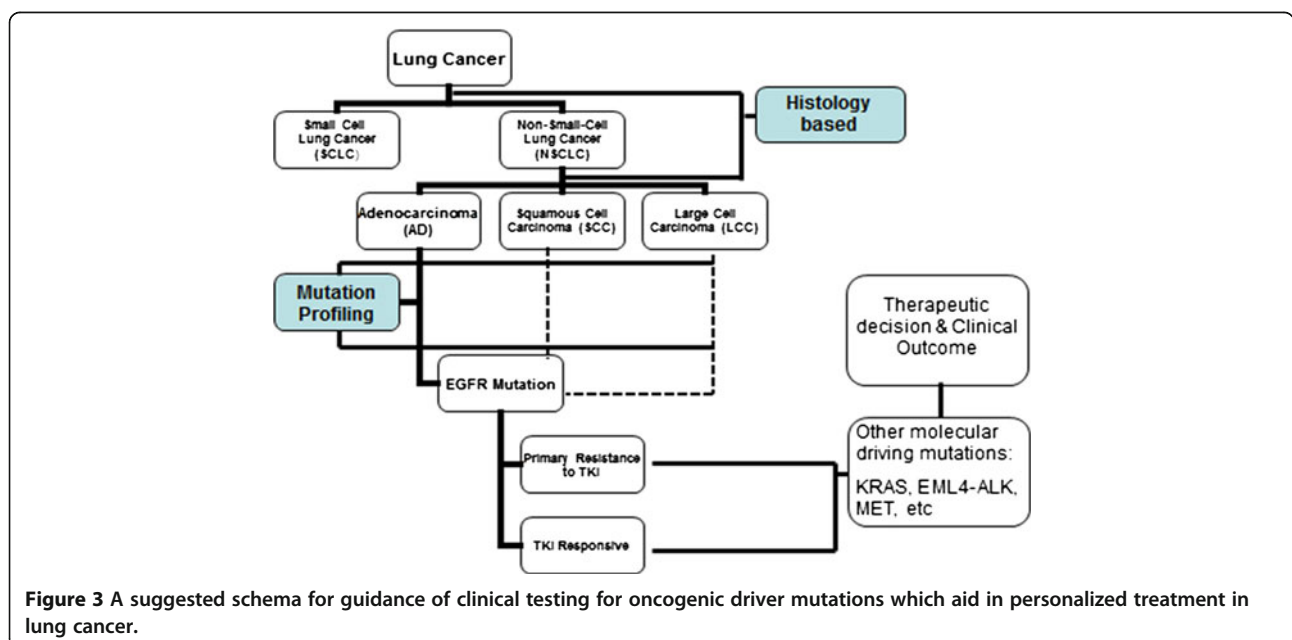 Lung Cancer
Histology
based
Small Cell
Lung Cancer
(SCLC)
Non-Small-Cell
Lung Cancer
(NSCLC)
Adenocarcinoma
(AD)
Squamous Cell
Carcinoma (SCC)
Large Cell
Carcinoma (LCC)
Mutation
Profiling
Therapeutic
decision & Clinical
Outcome
EGFR Mutation
Other molecular
driving mutations:
KRAS, EML4-ALK,
MET, etc
Primary Resistance
to TKI
TKI Responsive
Figure 3 A suggested schema for guidance of clinical testing for oncogenic driver mutations which aid in personalized treatment in
lung cancer.